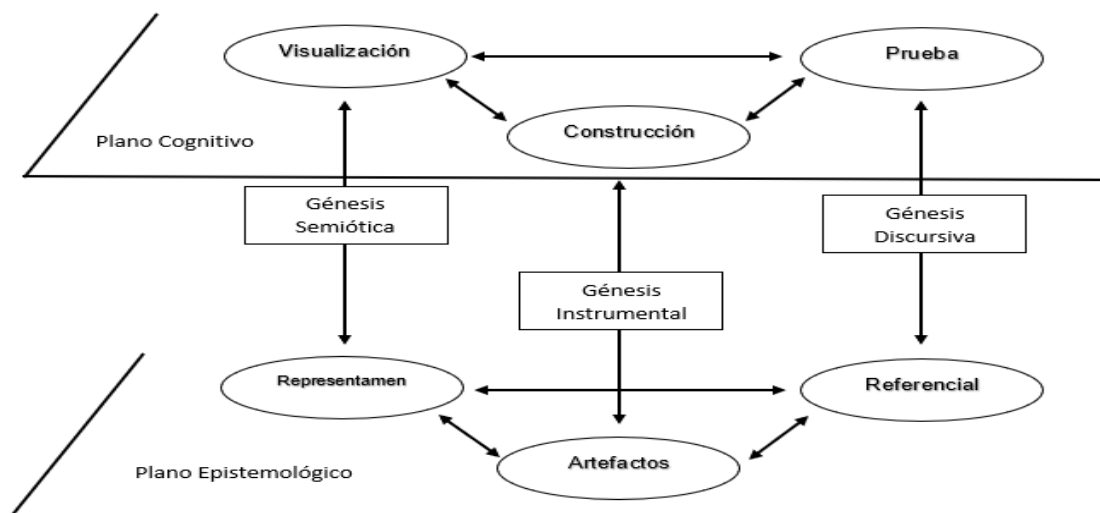 Visualización
Prueba
Construcción
Plano Cognitivo
Génesis
Semiótica
Génesis
Discursiva
Génesis
Instrumental
Representamen
Referencial
Artefactos
Plano Epistemológico